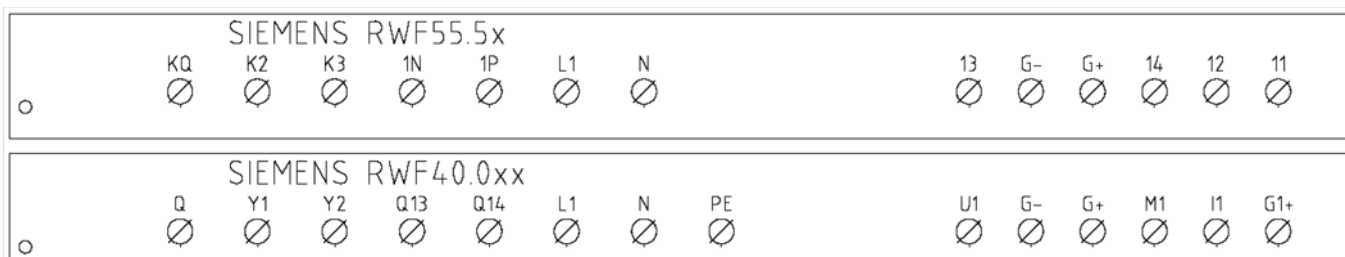 SIEMENS RWF55.5x
KQ K2 K3 1N 1P L1 N 13 G- G+ 14 12 11
SIEMENS RWF40.0xx
Q Y1 Y2 Q13 Q14 L1 N PE U1 G- G+ M1 I1 G1+